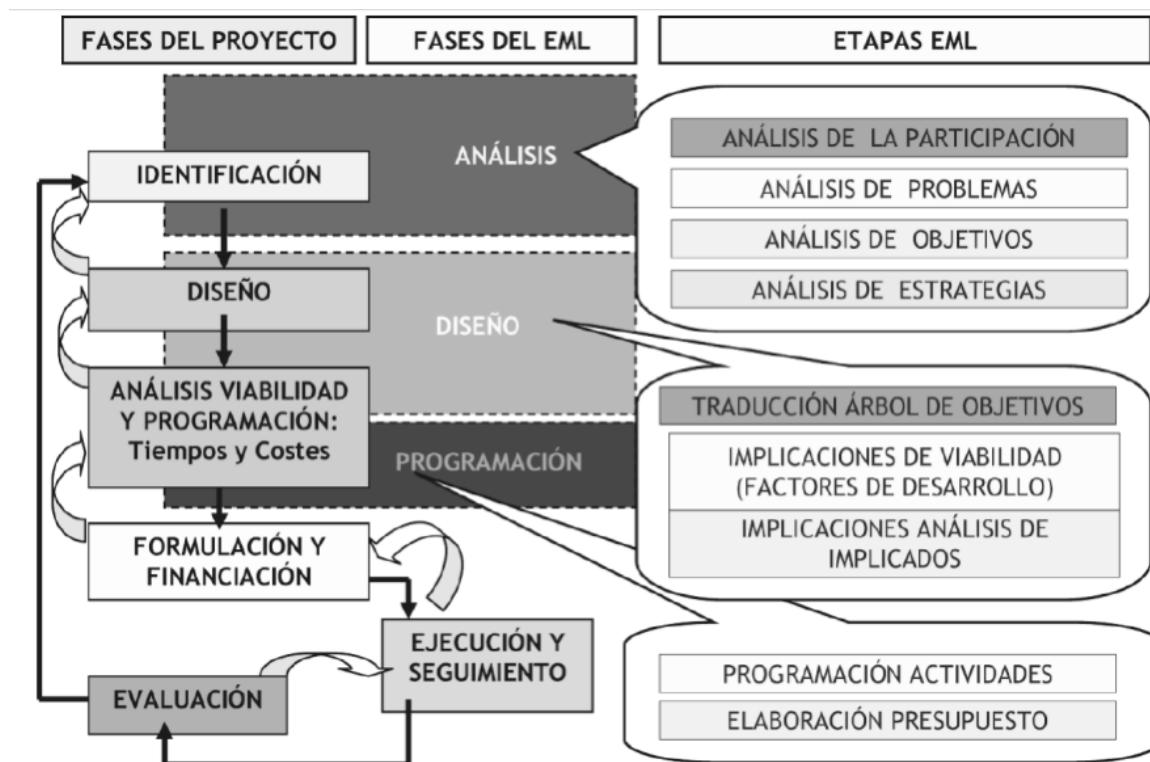 FASES DEL PROYECTO
FASES DEL EML
ETAPAS EML
IDENTIFICACIÓN
DISEÑO
ANÁLISIS VIABILIDAD
Y PROGRAMACIÓN:
Tiempos y Costes
FORMULACIÓN Y
FINANCIACIÓN
EJECUCIÓN Y
SEGUIMIENTO
EVALUACIÓN
ANÁLISIS
DISEÑO
PROGRAMACIÓN
ANÁLISIS DE LA PARTICIPACIÓN
ANÁLISIS DE PROBLEMAS
ANÁLISIS DE OBJETIVOS
ANÁLISIS DE ESTRATEGIAS
TRADUCCIÓN ÁRBOL DE OBJETIVOS
IMPLICACIONES DE VIABILIDAD
(FACTORES DE DESARROLLO)
IMPLICACIONES ANÁLISIS DE
IMPLICADOS
PROGRAMACIÓN ACTIVIDADES
ELABORACIÓN PRESUPUESTO